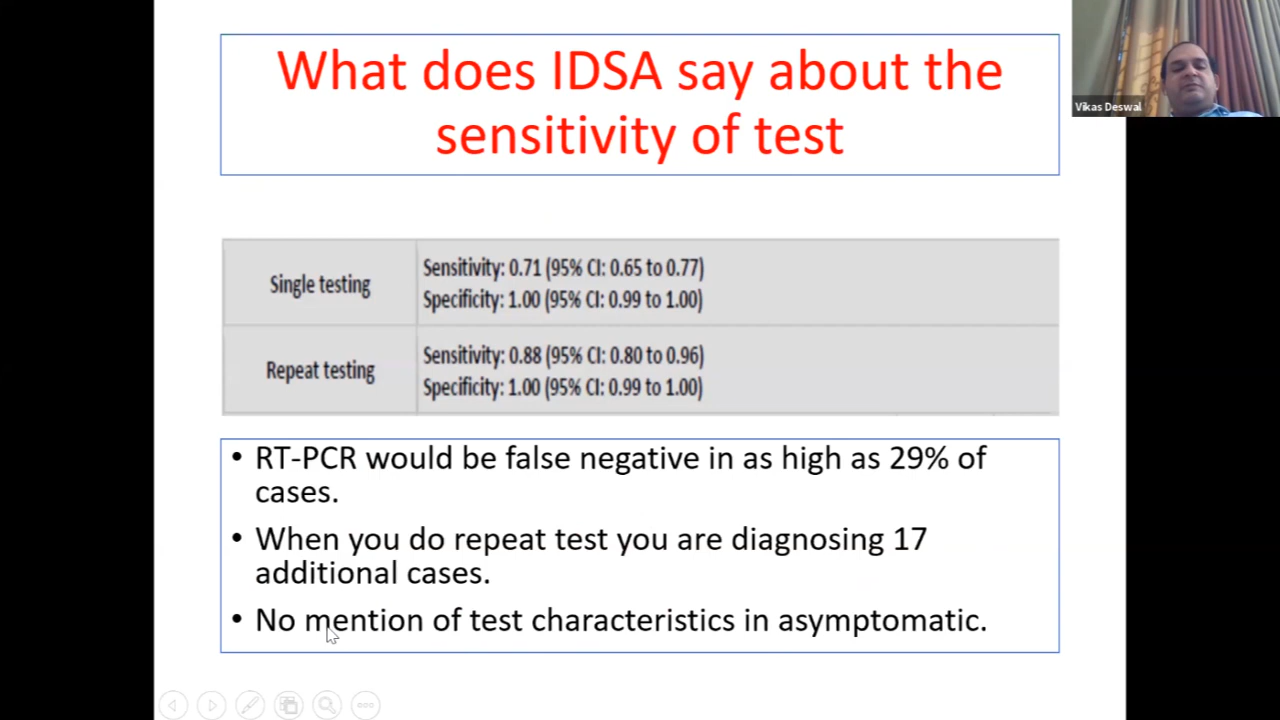 What does IDSA say about the
sensitivity of test
Vikas Deswal
Single testing
Sensitivity: 0.71 (95% CI: 0.65 to 0.77)
Specificity: 1.00 (95% CI: 0.99 to 1.00)
Repeat testing
Sensitivity: 0.88 (95% CI: 0.80 to 0.96)
Specificity: 1.00 (95% CI: 0.99 to 1.00)
• RT-PCR would be false negative in as high as 29% of
cases.
• When you do repeat test you are diagnosing 17
additional cases.
• No mention of test characteristics in asymptomatic.